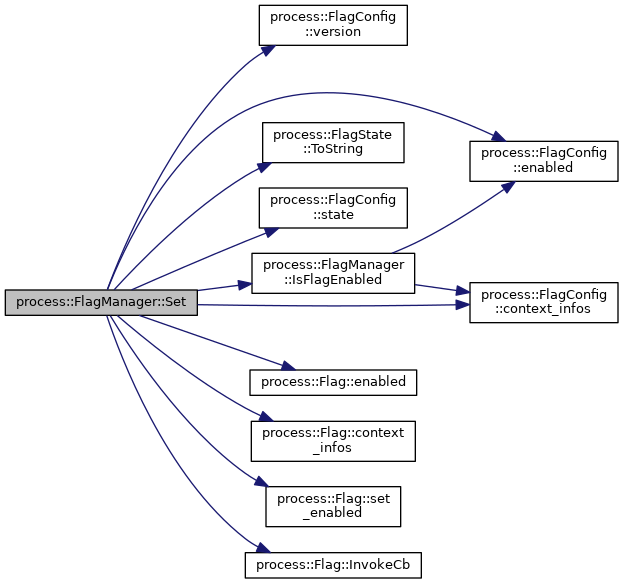 process::FlagConfig
::version
process::FlagState
::ToString
process::FlagConfig
::enabled
process::FlagConfig
::state
process::FlagManager
::IsFlagEnabled
process::FlagManager::Set
process::FlagConfig
::context_infos
process::Flag::enabled
process::Flag::context
_infos
process::Flag::set
_enabled
process::Flag::InvokeCb